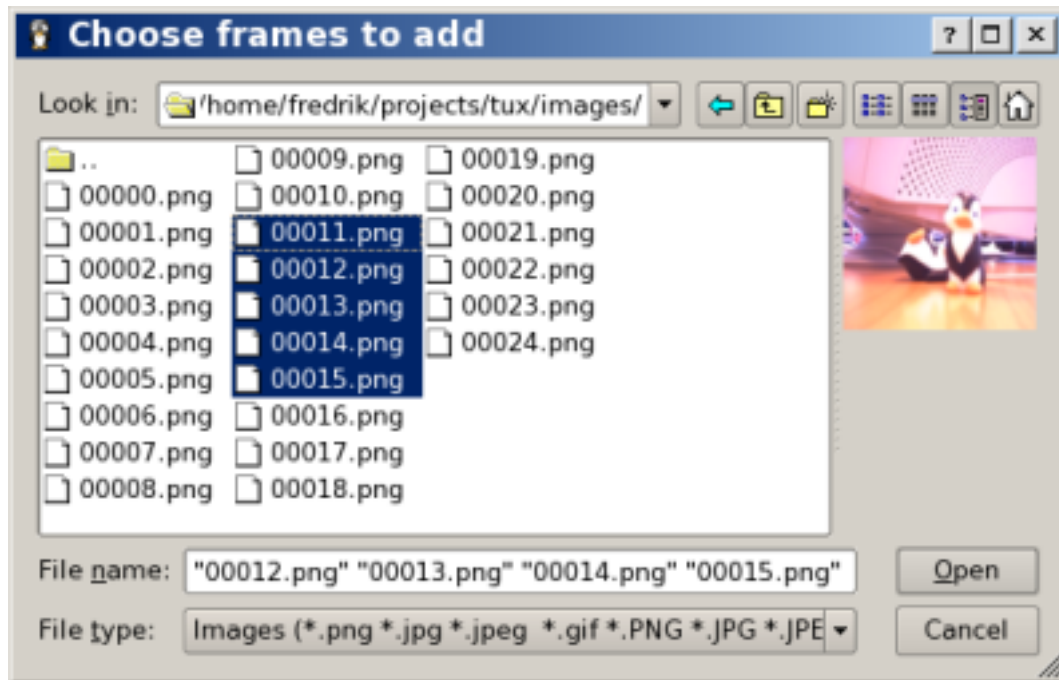 Choose frames to add
Look in: /home/fredrik/projects/tux/images/
..
00000.png
00001.png
00002.png
00003.png
00004.png
00005.png
00006.png
00007.png
00008.png
00009.png
00010.png
00011.png
00012.png
00013.png
00014.png
00015.png
00016.png
00017.png
00018.png
00019.png
00020.png
00021.png
00022.png
00023.png
00024.png
File name: "00012.png" "00013.png" "00014.png" "00015.png" Open
File type: Images (*.png *.jpg *.jpeg *.gif *.PNG *.JPG *.JPE Cancel